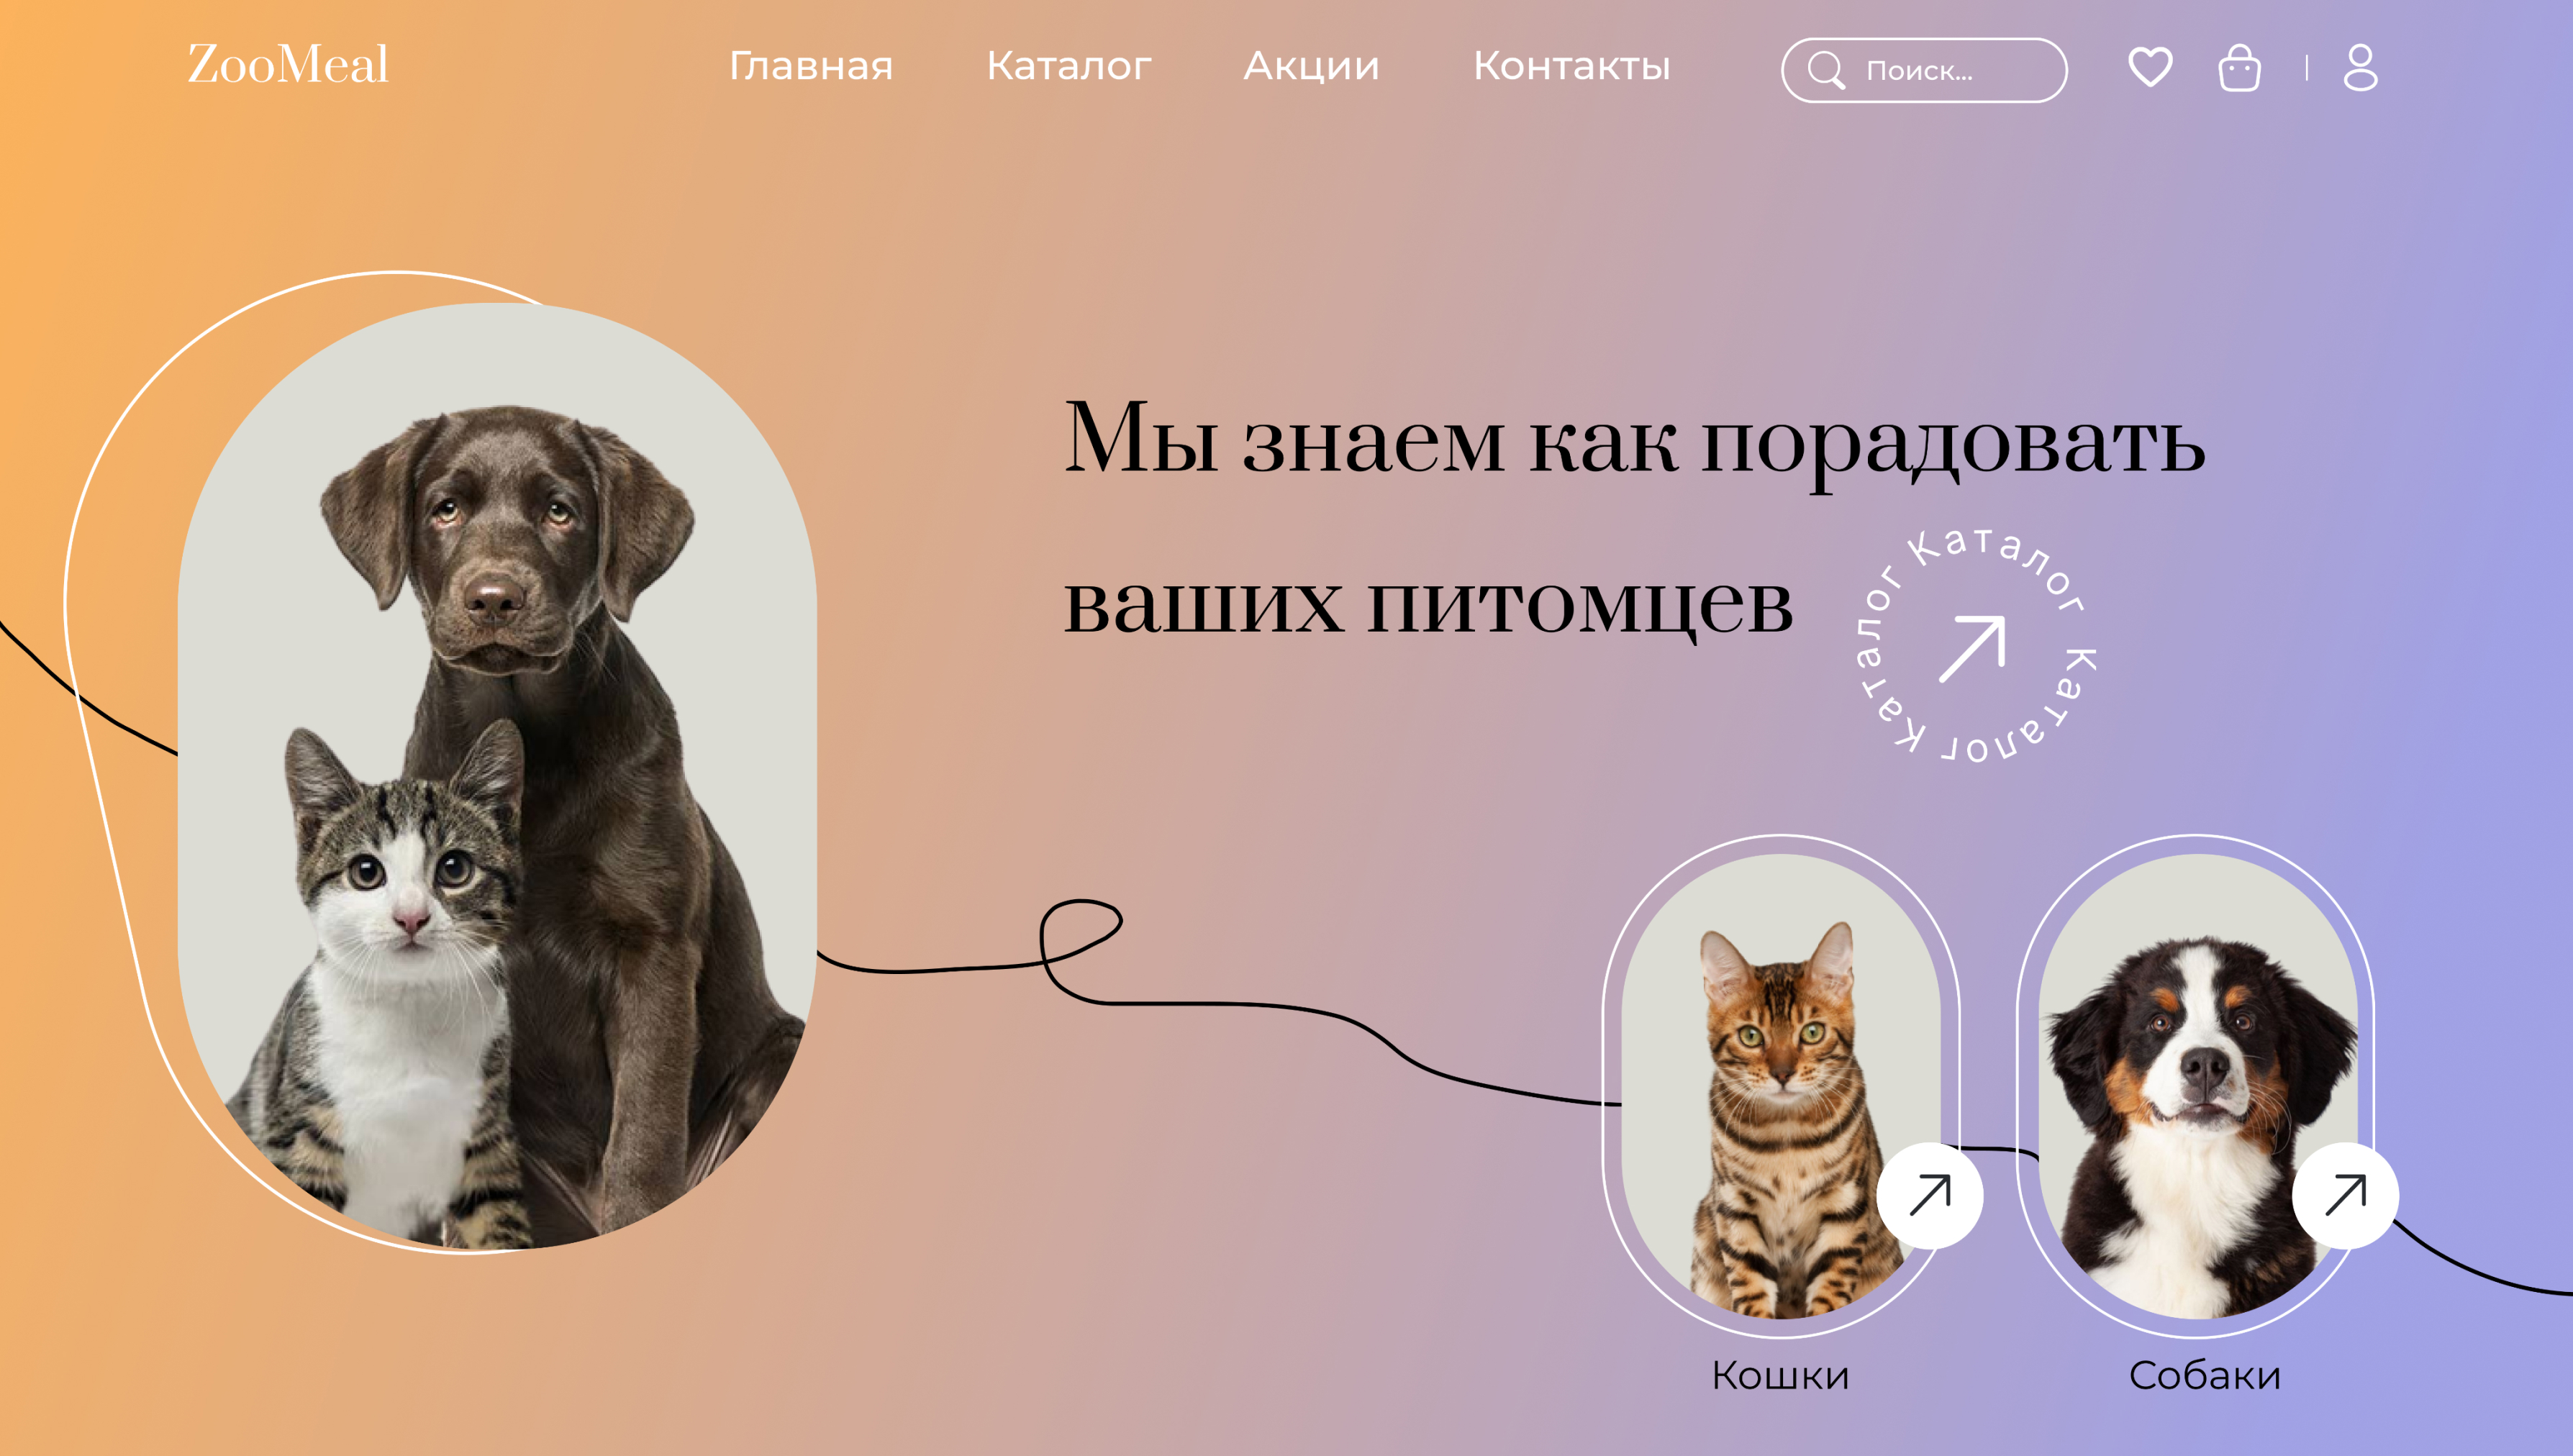 ZooMeal
Главная
Каталог
Акции
Контакты
Поиск...
Мы знаем как порадовать
ваших питомцев
Каталог Каталог Каталог
Кошки
Собаки